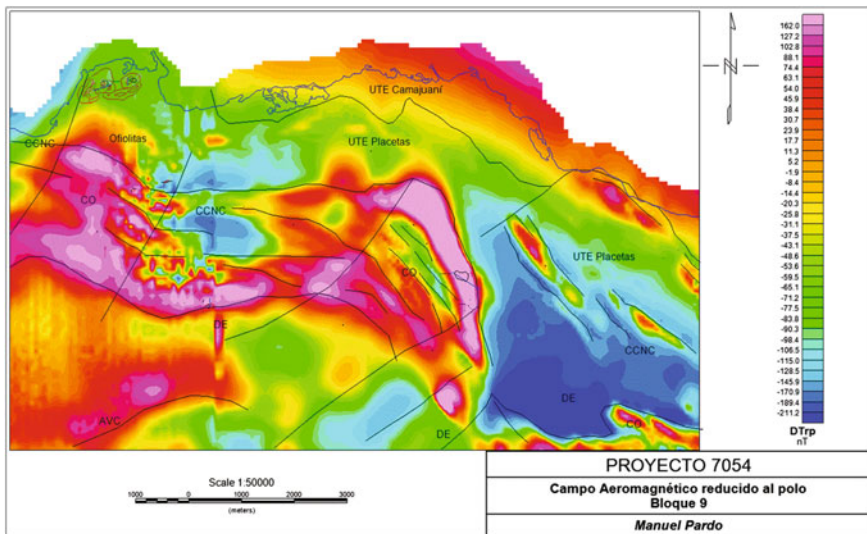 UTE Camajuaní
CCNC
Ofiolitas
UTE Placetas
CO
CCNC
CO
UTE Placetas
DE
CCNC
AVC
DE
DE
CO
N
162.0
127.2
102.8
88.1
74.4
63.1
54.0
45.9
38.4
30.7
23.9
17.7
11.3
5.2
-1.9
-8.4
-14.4
-20.3
-25.8
-31.1
-37.5
-43.1
-48.6
-53.6
-59.5
-65.1
-71.2
-77.5
-83.3
-90.3
-98.4
-106.5
-115.0
-128.5
-145.9
-170.9
-189.4
-211.2
DTrp
nT
Scale 1:50000
1000 0 1000 2000 3000
(meters)
PROYECTO 7054
Campo Aeromagnético reducido al polo
Bloque 9
Manuel Pardo